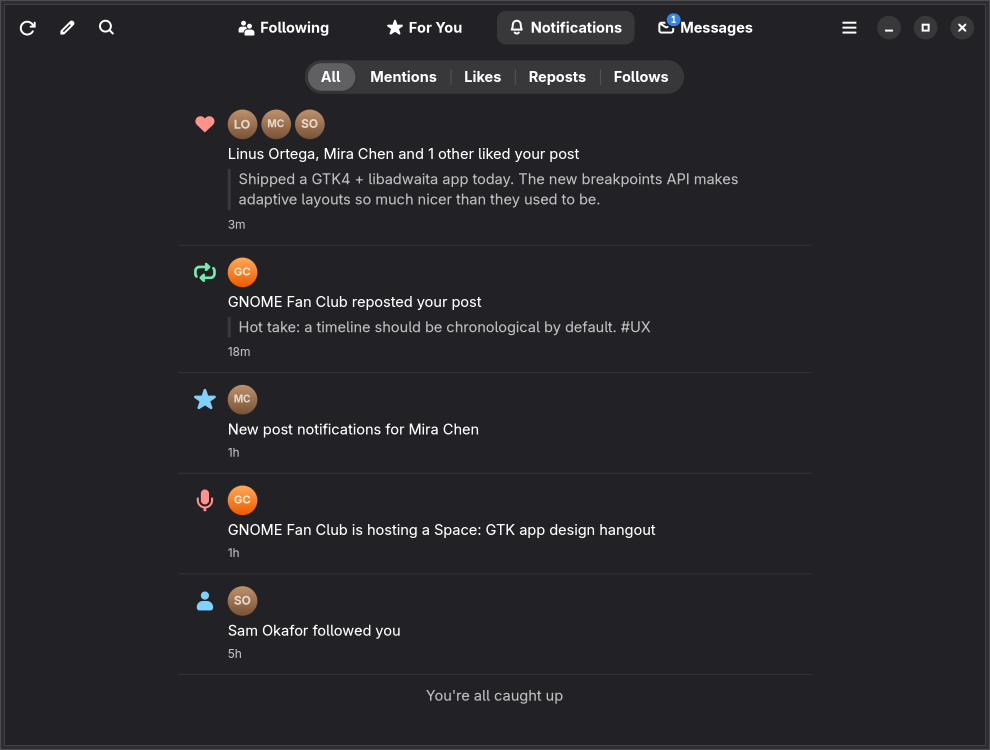 Following
For You
Notifications
1
Messages
All
Mentions
Likes
Reposts
Follows
LO MC SO
Linus Ortega, Mira Chen and 1 other liked your post
Shipped a GTK4 + libadwaita app today. The new breakpoints API makes
adaptive layouts so much nicer than they used to be.
3m
GC
GNOME Fan Club reposted your post
Hot take: a timeline should be chronological by default. #UX
18m
MC
New post notifications for Mira Chen
1h
GC
GNOME Fan Club is hosting a Space: GTK app design hangout
1h
SO
Sam Okafor followed you
5h
You're all caught up